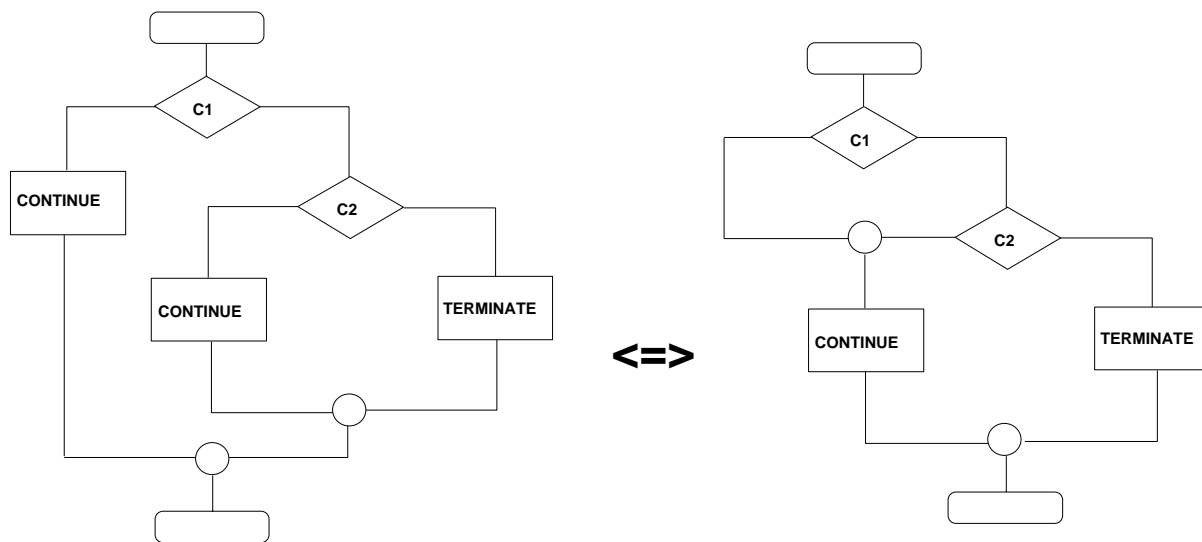 C1
CONTINUE
C2
CONTINUE
TERMINATE
<=>
C1
C2
CONTINUE
TERMINATE